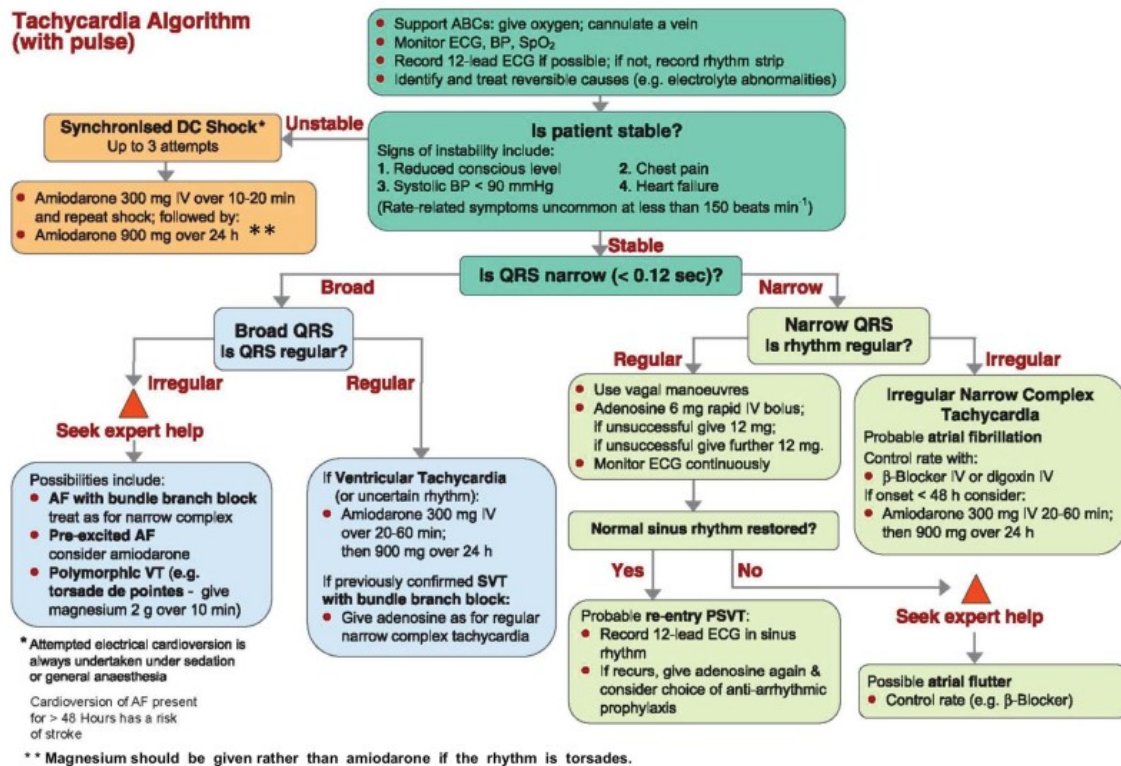 Tachycardia Algorithm
(with pulse)
• Support ABCs: give oxygen; cannulate a vein
• Monitor ECG, BP, SpO₂
• Record 12-lead ECG if possible; if not, record rhythm strip
• Identify and treat reversible causes (e.g. electrolyte abnormalities)
Is patient stable?
Signs of instability include:
1. Reduced conscious level 2. Chest pain
3. Systolic BP < 90 mmHg 4. Heart failure
(Rate-related symptoms uncommon at less than 150 beats min⁻¹)
Unstable
Synchronised DC Shock*
Up to 3 attempts
• Amiodarone 300 mg IV over 10-20 min
and repeat shock; followed by:
• Amiodarone 900 mg over 24 h **
Stable
Is QRS narrow (< 0.12 sec)?
Broad
Narrow
Broad QRS
Is QRS regular?
Irregular
Regular
Seek expert help
Possibilities include:
• AF with bundle branch block
treat as for narrow complex
• Pre-excited AF
consider amiodarone
• Polymorphic VT (e.g.
torsade de pointes - give
magnesium 2 g over 10 min)
If Ventricular Tachycardia
(or uncertain rhythm):
• Amiodarone 300 mg IV
over 20-60 min;
then 900 mg over 24 h
If previously confirmed SVT
with bundle branch block:
• Give adenosine as for regular
narrow complex tachycardia
Narrow QRS
Is rhythm regular?
Regular
Irregular
• Use vagal manoeuvres
• Adenosine 6 mg rapid IV bolus;
if unsuccessful give 12 mg;
if unsuccessful give further 12 mg.
• Monitor ECG continuously
Normal sinus rhythm restored?
Yes
No
Probable re-entry PSVT:
• Record 12-lead ECG in sinus
rhythm
• If recurs, give adenosine again &
consider choice of anti-arrhythmic
prophylaxis
Irregular Narrow Complex
Tachycardia
Probable atrial fibrillation
Control rate with:
• β-Blocker IV or digoxin IV
If onset < 48 h consider:
• Amiodarone 300 mg IV 20-60 min;
then 900 mg over 24 h
Seek expert help
Possible atrial flutter
• Control rate (e.g. β-Blocker)
* Attempted electrical cardioversion is
always undertaken under sedation
or general anaesthesia
Cardioversion of AF present
for > 48 Hours has a risk
of stroke
** Magnesium should be given rather than amiodarone if the rhythm is torsades.